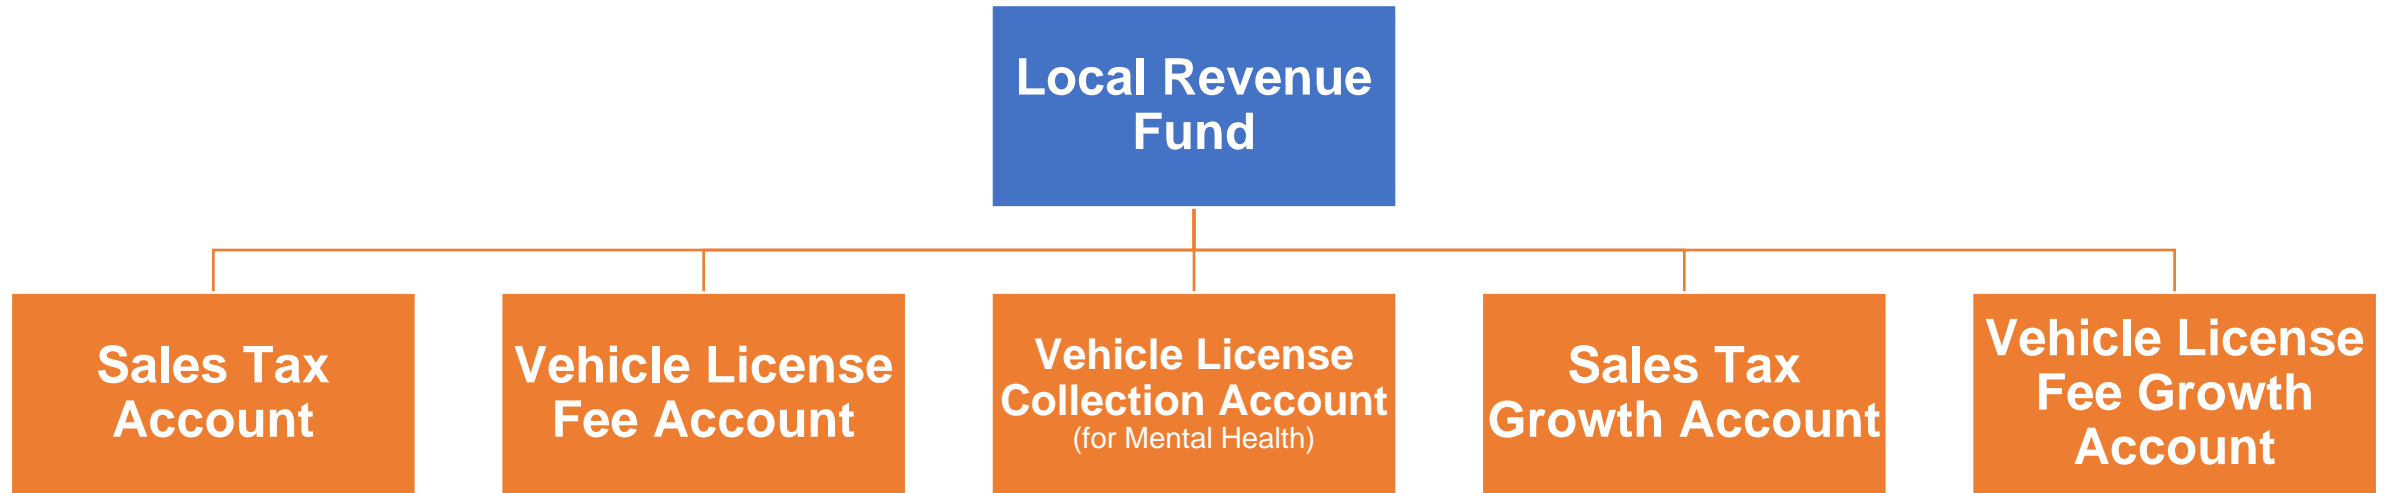 Local Revenue
Fund
Sales Tax
Account
Vehicle License
Fee Account
Vehicle License
Collection Account
(for Mental Health)
Sales Tax
Growth Account
Vehicle License
Fee Growth
Account